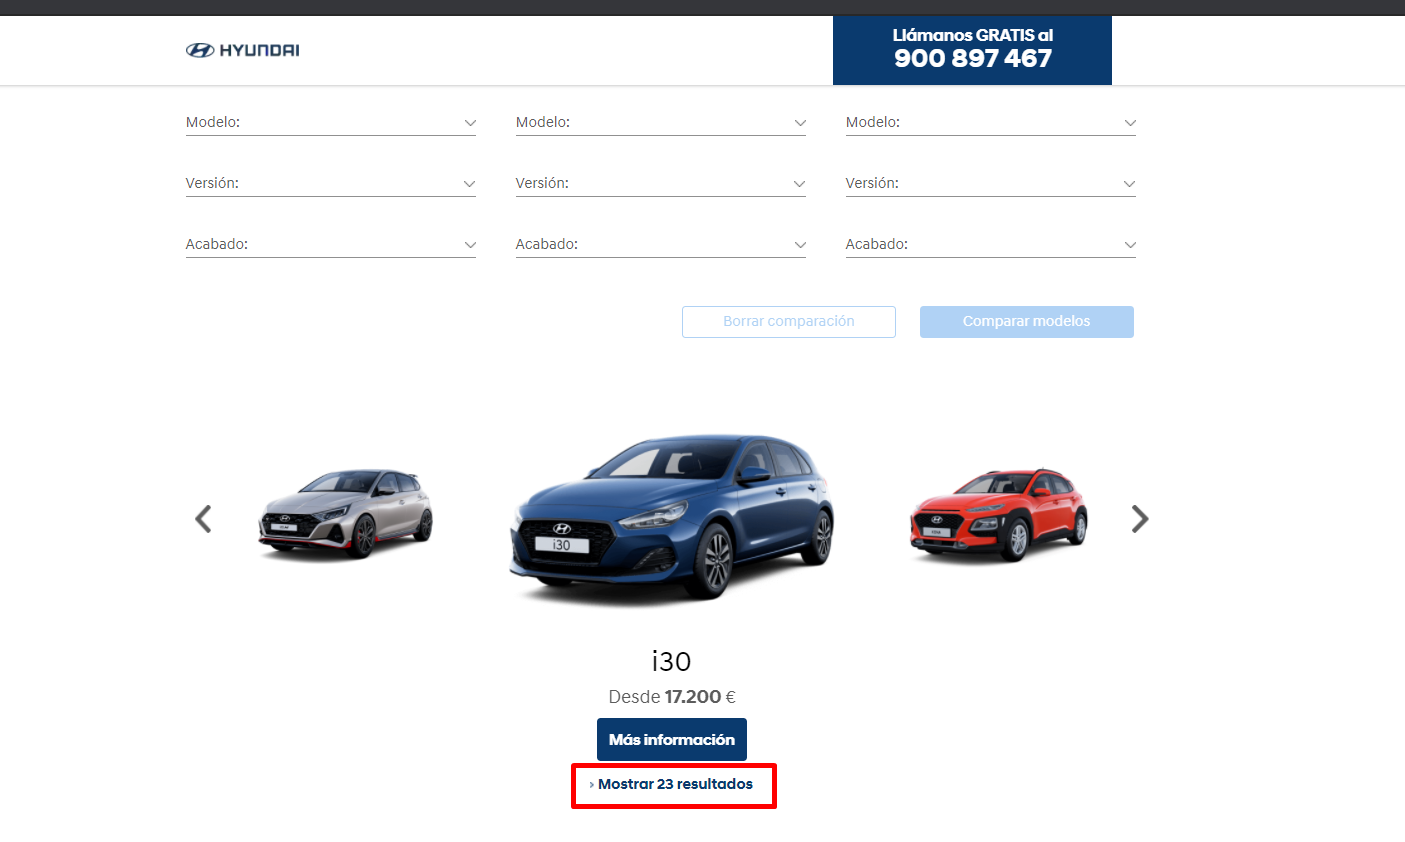 HYUNDAI
Llámanos GRATIS al
900 897 467
Modelo: Modelo: Modelo:
Versión: Versión: Versión:
Acabado: Acabado: Acabado:
Borrar comparación Comparar modelos
i30
i30
Desde 17.200 €
Más información
› Mostrar 23 resultados